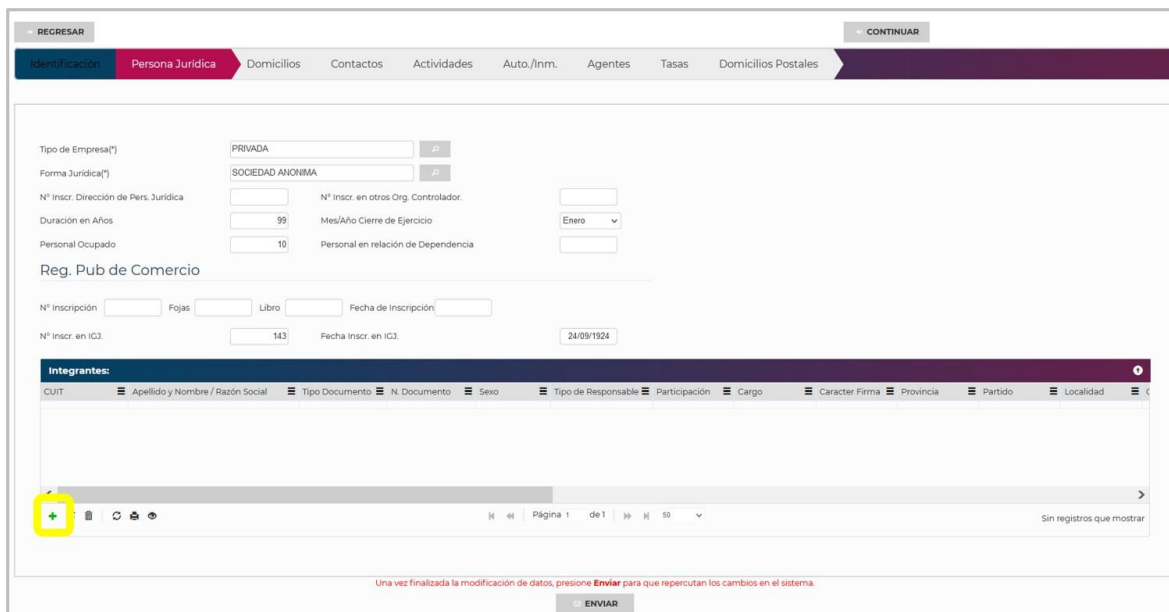 REGRESAR CONTINUAR
Identificación Persona Jurídica Domicilios Contactos Actividades Auto./Inm. Agentes Tasas Domicilios Postales
Tipo de Empresa(*) PRIVADA
Forma Jurídica(*) SOCIEDAD ANONIMA
N° Inscr. Dirección de Pers. Jurídica N° Inscr. en otros Org. Controlador.
Duración en Años 99 Mes/Año Cierre de Ejercicio Enero
Personal Ocupado 10 Personal en relación de Dependencia
Reg. Pub de Comercio
N° Inscripción Fojas Libro Fecha de Inscripción
N° Inscr. en IGJ. 143 Fecha Inscr. en IGJ. 24/09/1924
Integrantes:
CUIT Apellido y Nombre / Razón Social Tipo Documento N. Documento Sexo Tipo de Responsable Participación Cargo Caracter Firma Provincia Partido Localidad
Página 1 de 1 50 Sin registros que mostrar
Una vez finalizada la modificación de datos, presione Enviar para que repercutan los cambios en el sistema.
ENVIAR